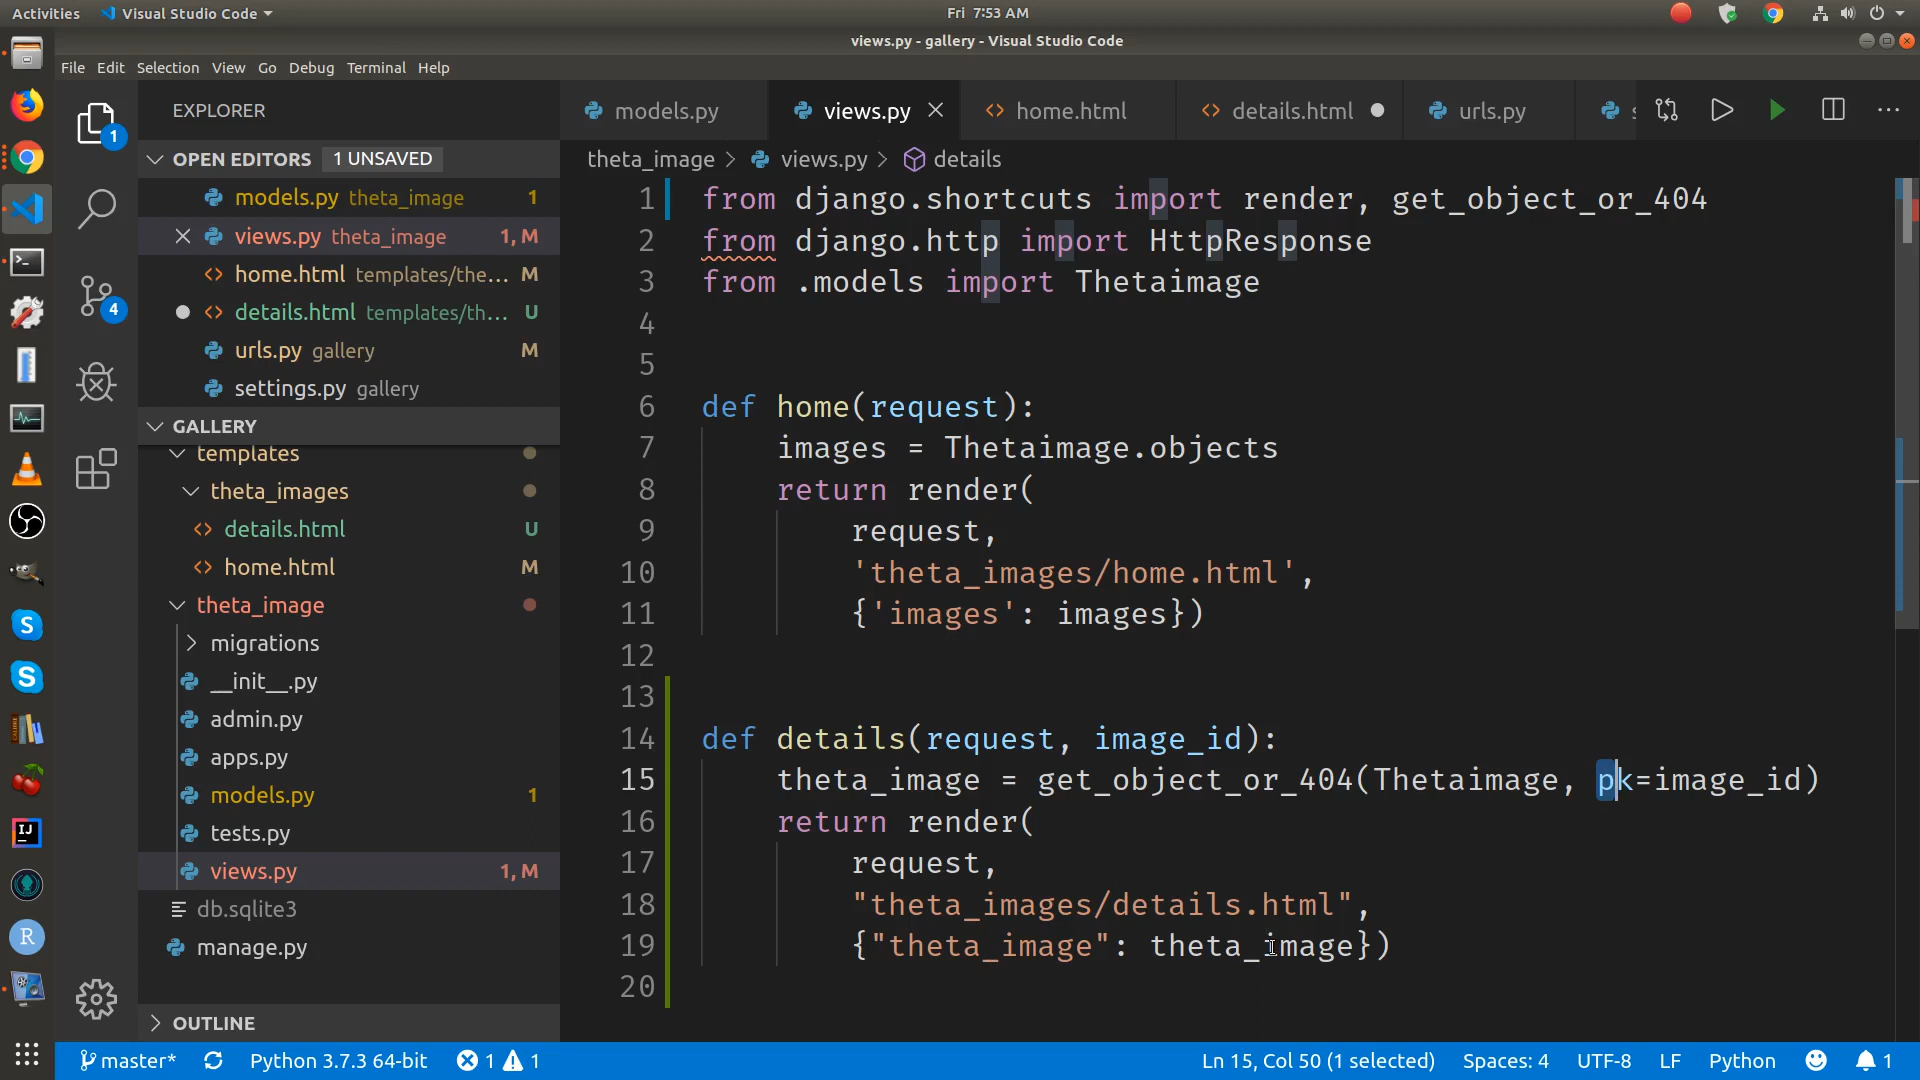 Activities
Visual Studio Code
Fri 7:53 AM
views.py - gallery - Visual Studio Code
File Edit Selection View Go Debug Terminal Help
1
4
EXPLORER
OPEN EDITORS 1 UNSAVED
models.py theta_image 1
views.py theta_image 1, M
home.html templates/the... M
details.html templates/th... U
urls.py gallery M
settings.py gallery
GALLERY
templates
theta_images
details.html U
home.html M
theta_image
migrations
__init__.py
admin.py
apps.py
models.py 1
tests.py
views.py 1, M
db.sqlite3
manage.py
OUTLINE
models.py views.py home.html details.html urls.py
theta_image > views.py > details
1 from django.shortcuts import render, get_object_or_404
2 from django.http import HttpResponse
3 from .models import Thetaimage
4
5
6 def home(request):
7 images = Thetaimage.objects
8 return render(
9 request,
10 'theta_images/home.html',
11 {'images': images})
12
13
14 def details(request, image_id):
15 theta_image = get_object_or_404(Thetaimage, pk=image_id)
16 return render(
17 request,
18 "theta_images/details.html",
19 {"theta_image": theta_image})
20
master* Python 3.7.3 64-bit 1 1 Ln 15, Col 50 (1 selected) Spaces: 4 UTF-8 LF Python 1
S
S
IJ
R